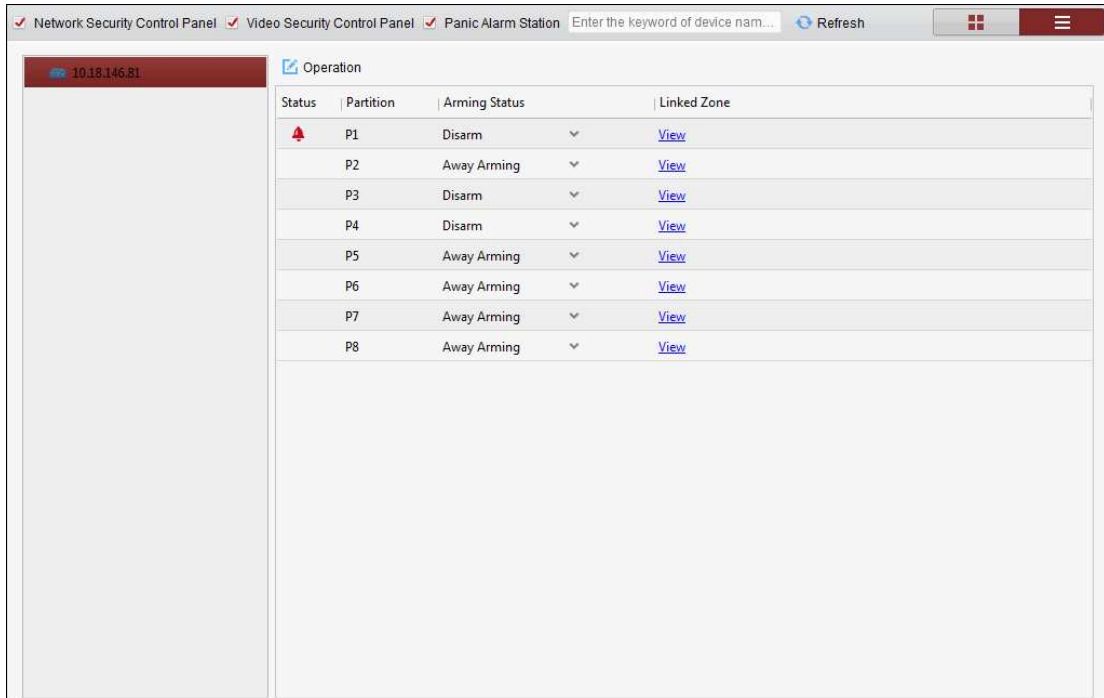 Network Security Control Panel Video Security Control Panel Panic Alarm Station Enter the keyword of device nam... Refresh
10.18.146.81
Operation
Status Partition Arming Status Linked Zone
P1 Disarm View
P2 Away Arming View
P3 Disarm View
P4 Disarm View
P5 Away Arming View
P6 Away Arming View
P7 Away Arming View
P8 Away Arming View